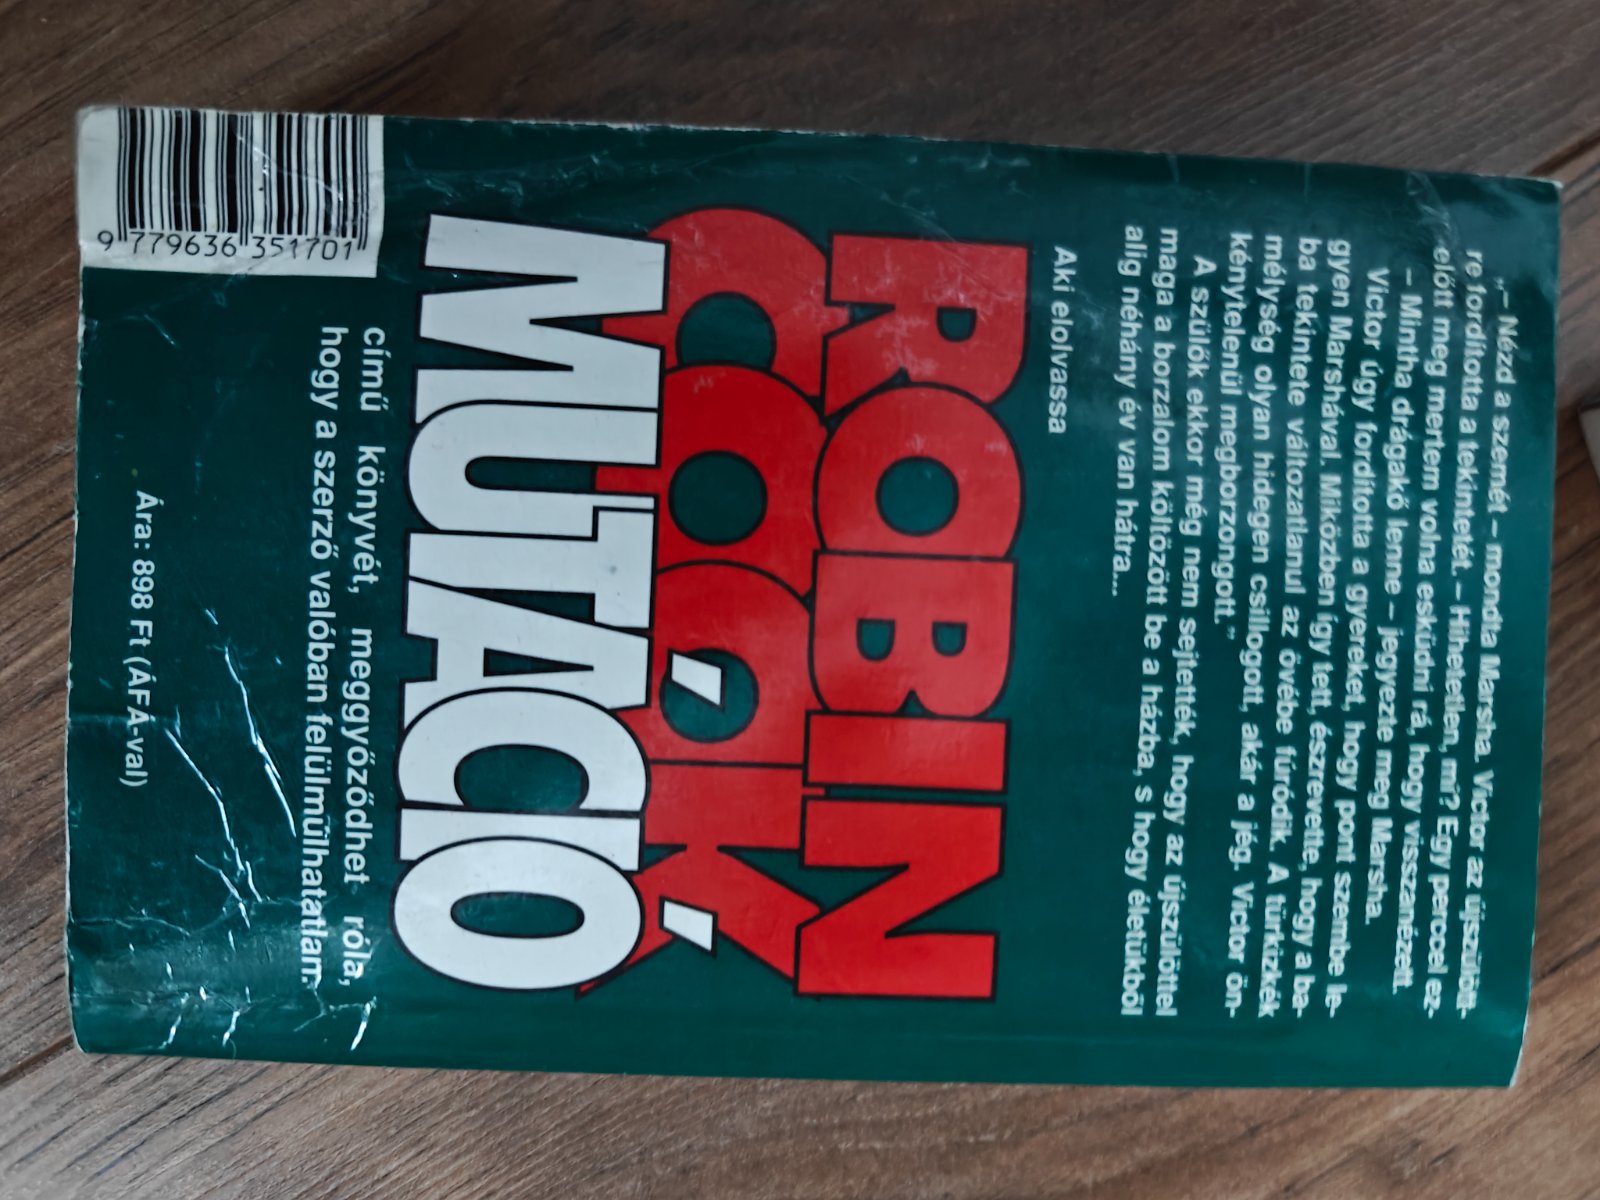 „– Nézd a szemét – mondta Marsha. Victor az újszülött-
re fordította a tekintetét. – Hihetetlen, mi? Egy perccel ez-
előtt meg mertem volna esküdni rá, hogy visszanézett.
– Mintha drágakő lenne – jegyezte meg Marsha.
Victor úgy fordította a gyereket, hogy pont szembe le-
gyen Marshával. Miközben így tett, észrevette, hogy a ba-
ba tekintete változatlanul az övébe fúródik. A türkizkék
mélység olyan hidegen csillogott, akár a jég. Victor ön-
kénytelenül megborzongott.”
A szülők ekkor még nem sejtették, hogy az újszülöttel
maga a borzalom költözött be a házba, s hogy életükből
alig néhány év van hátra...
Aki elolvassa
ROBIN
COOK
MUTÁCIÓ
című könyvét, meggyőződhet róla,
hogy a szerző valóban felülmúlhatatlan.
Ára: 898 Ft (ÁFÁ-val)
9 779636 351701